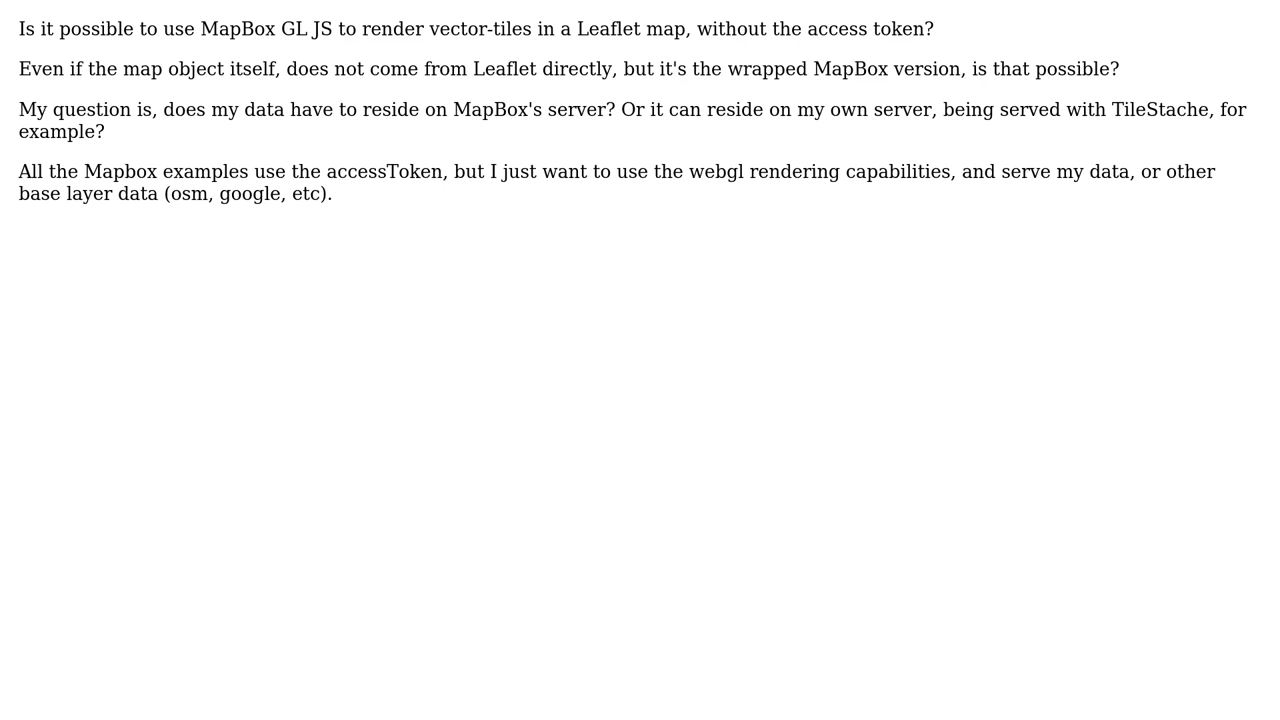 Is it possible to use MapBox GL JS to render vector-tiles in a Leaflet map, without the access token?
Even if the map object itself, does not come from Leaflet directly, but it's the wrapped MapBox version, is that possible?
My question is, does my data have to reside on MapBox's server? Or it can reside on my own server, being served with TileStache, for
example?
All the Mapbox examples use the accessToken, but I just want to use the webgl rendering capabilities, and serve my data, or other
base layer data (osm, google, etc).